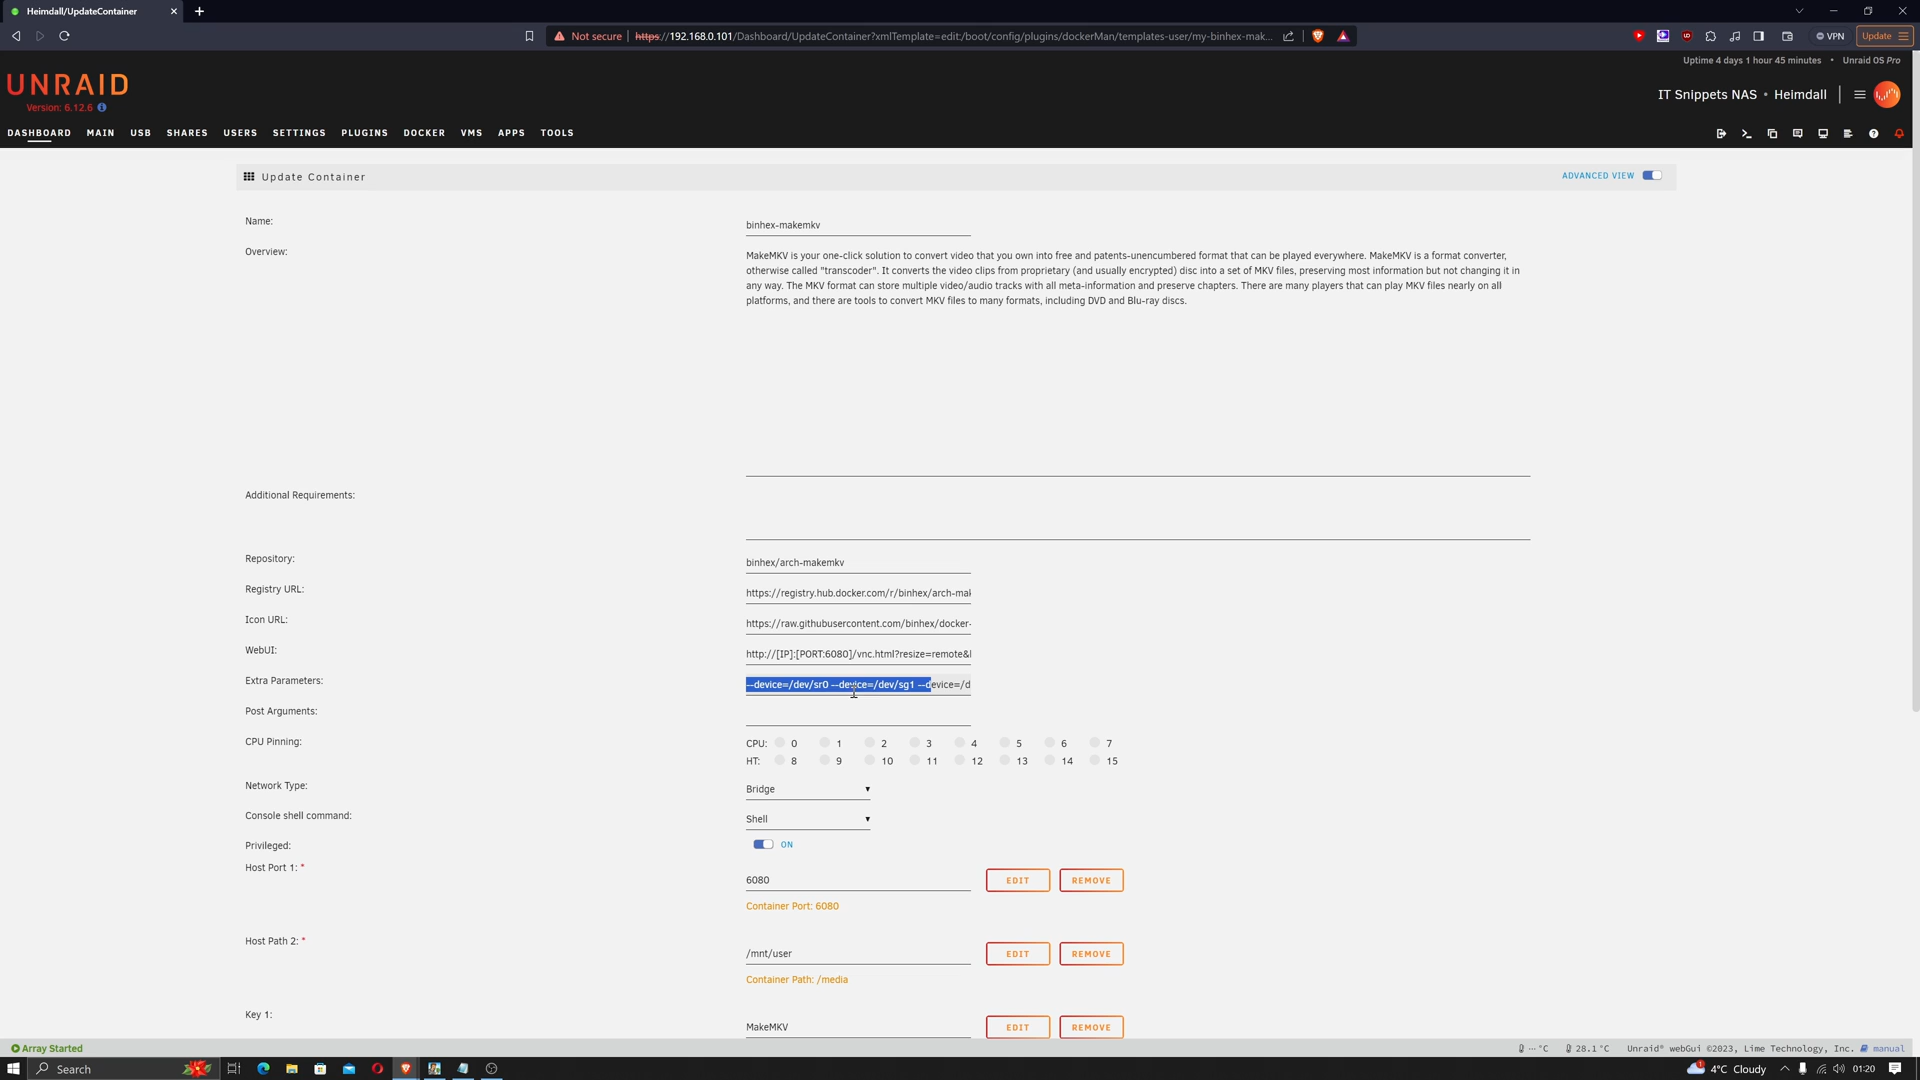 Heimdall/UpdateContainer
Not secure https://192.168.0.101/Dashboard/UpdateContainer?xmlTemplate=edit:/boot/config/plugins/dockerMan/templates-user/my-binhex-mak...
VPN
Update
Uptime 4 days 1 hour 45 minutes • Unraid OS Pro
UNRAID
Version: 6.12.6
IT Snippets NAS • Heimdall
DASHBOARD MAIN USB SHARES USERS SETTINGS PLUGINS DOCKER VMS APPS TOOLS
Update Container
ADVANCED VIEW
Name:
binhex-makemkv
Overview:
MakeMKV is your one-click solution to convert video that you own into free and patents-unencumbered format that can be played everywhere. MakeMKV is a format converter,
otherwise called "transcoder". It converts the video clips from proprietary (and usually encrypted) disc into a set of MKV files, preserving most information but not changing it in
any way. The MKV format can store multiple video/audio tracks with all meta-information and preserve chapters. There are many players that can play MKV files nearly on all
platforms, and there are tools to convert MKV files to many formats, including DVD and Blu-ray discs.
Additional Requirements:
Repository:
binhex/arch-makemkv
Registry URL:
https://registry.hub.docker.com/r/binhex/arch-mak
Icon URL:
https://raw.githubusercontent.com/binhex/docker-
WebUI:
http://[IP]:[PORT:6080]/vnc.html?resize=remote&
Extra Parameters:
--device=/dev/sr0 --device=/dev/sg1 --device=/d
Post Arguments:
CPU Pinning:
CPU: 0 1 2 3 4 5 6 7
HT: 8 9 10 11 12 13 14 15
Network Type:
Bridge
Console shell command:
Shell
Privileged:
ON
Host Port 1: *
6080
EDIT REMOVE
Container Port: 6080
Host Path 2: *
/mnt/user
EDIT REMOVE
Container Path: /media
Key 1:
MakeMKV
EDIT REMOVE
Array Started
--- °C 28.1 °C Unraid® webGui ©2023, Lime Technology, Inc. manual
Search
1
4°C Cloudy
01:20